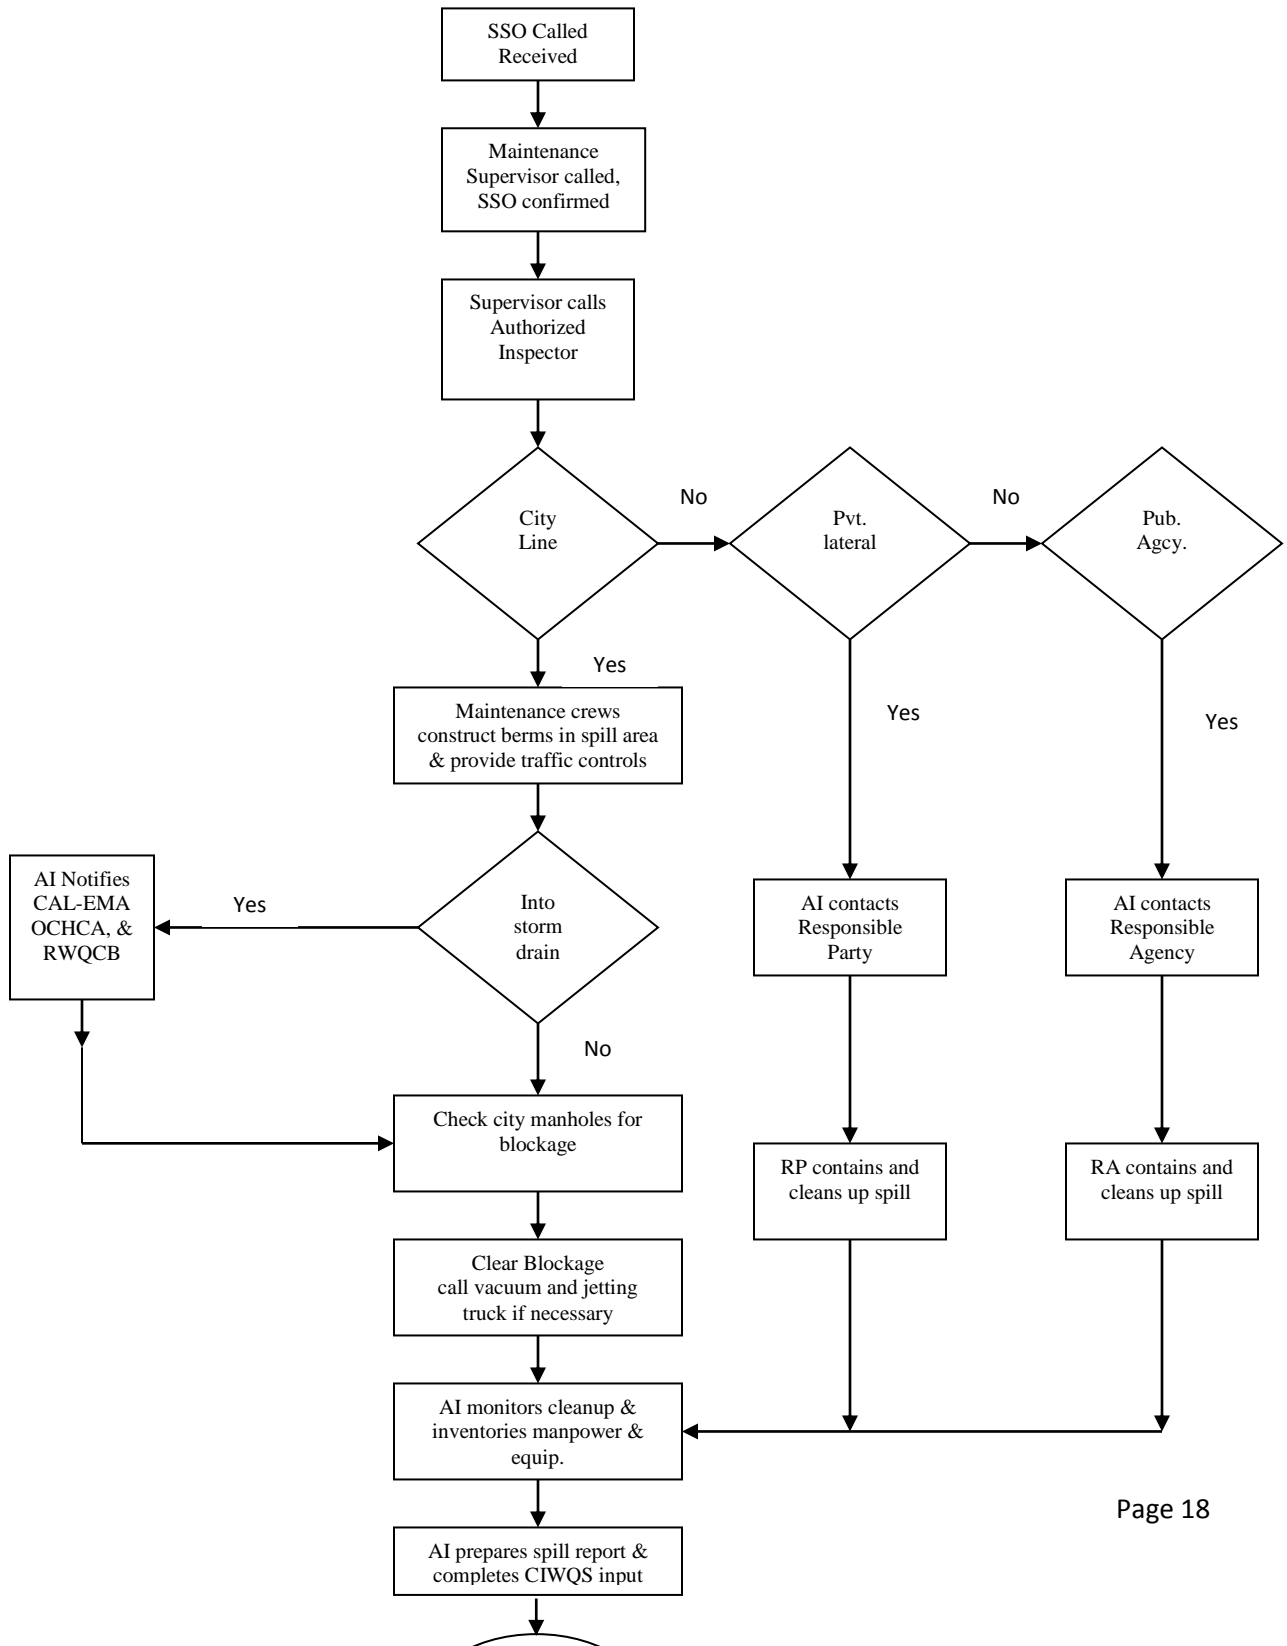 SSO Called
Received
Maintenance
Supervisor called,
SSO confirmed
Supervisor calls
Authorized
Inspector
City
Line
No
Pvt.
lateral
No
Pub.
Agcy.
Yes
Yes
Yes
Maintenance crews
construct berms in spill area
& provide traffic controls
Into
storm
drain
Yes
AI Notifies
CAL-EMA
OCHCA, &
RWQCB
No
AI contacts
Responsible
Party
AI contacts
Responsible
Agency
Check city manholes for
blockage
RP contains and
cleans up spill
RA contains and
cleans up spill
Clear Blockage
call vacuum and jetting
truck if necessary
AI monitors cleanup &
inventories manpower &
equip.
AI prepares spill report &
completes CIWQS input
Page 18